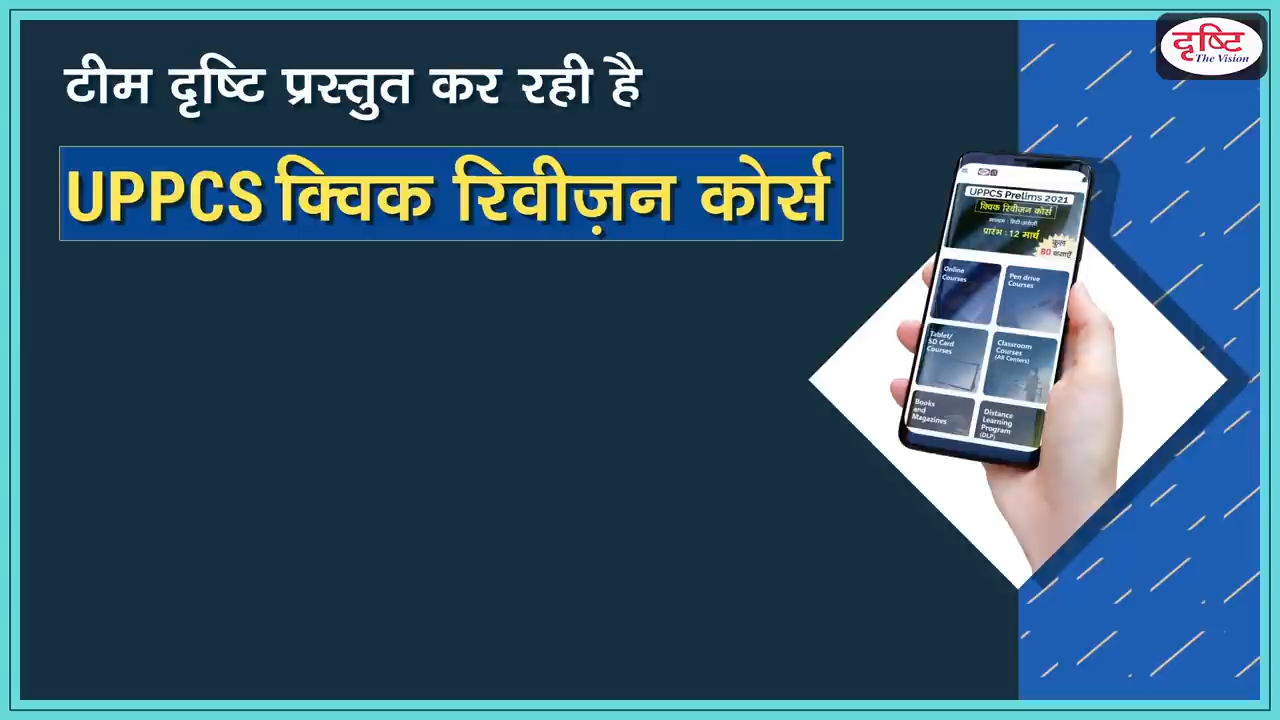 टीम दृष्टि प्रस्तुत कर रही है
UPPCS क्विक रिवीज़न कोर्स
दृष्टि
The Vision
UPPCS Prelims 2021
क्विक रिवीज़न कोर्स
प्रारंभ : 12 मार्च
कुल
80 कक्षाएँ
Online
Courses
Pen drive
Courses
Tablet/
SD Card
Courses
Classroom
Courses
(All Centers)
Books
and
Magazines
Distance
Learning
Program
(DLP)